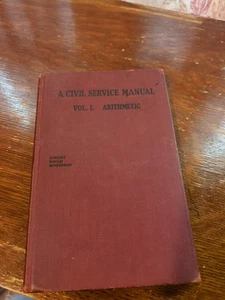 A CIVIL SERVICE MANUAL
VOL. I. ARITHMETIC